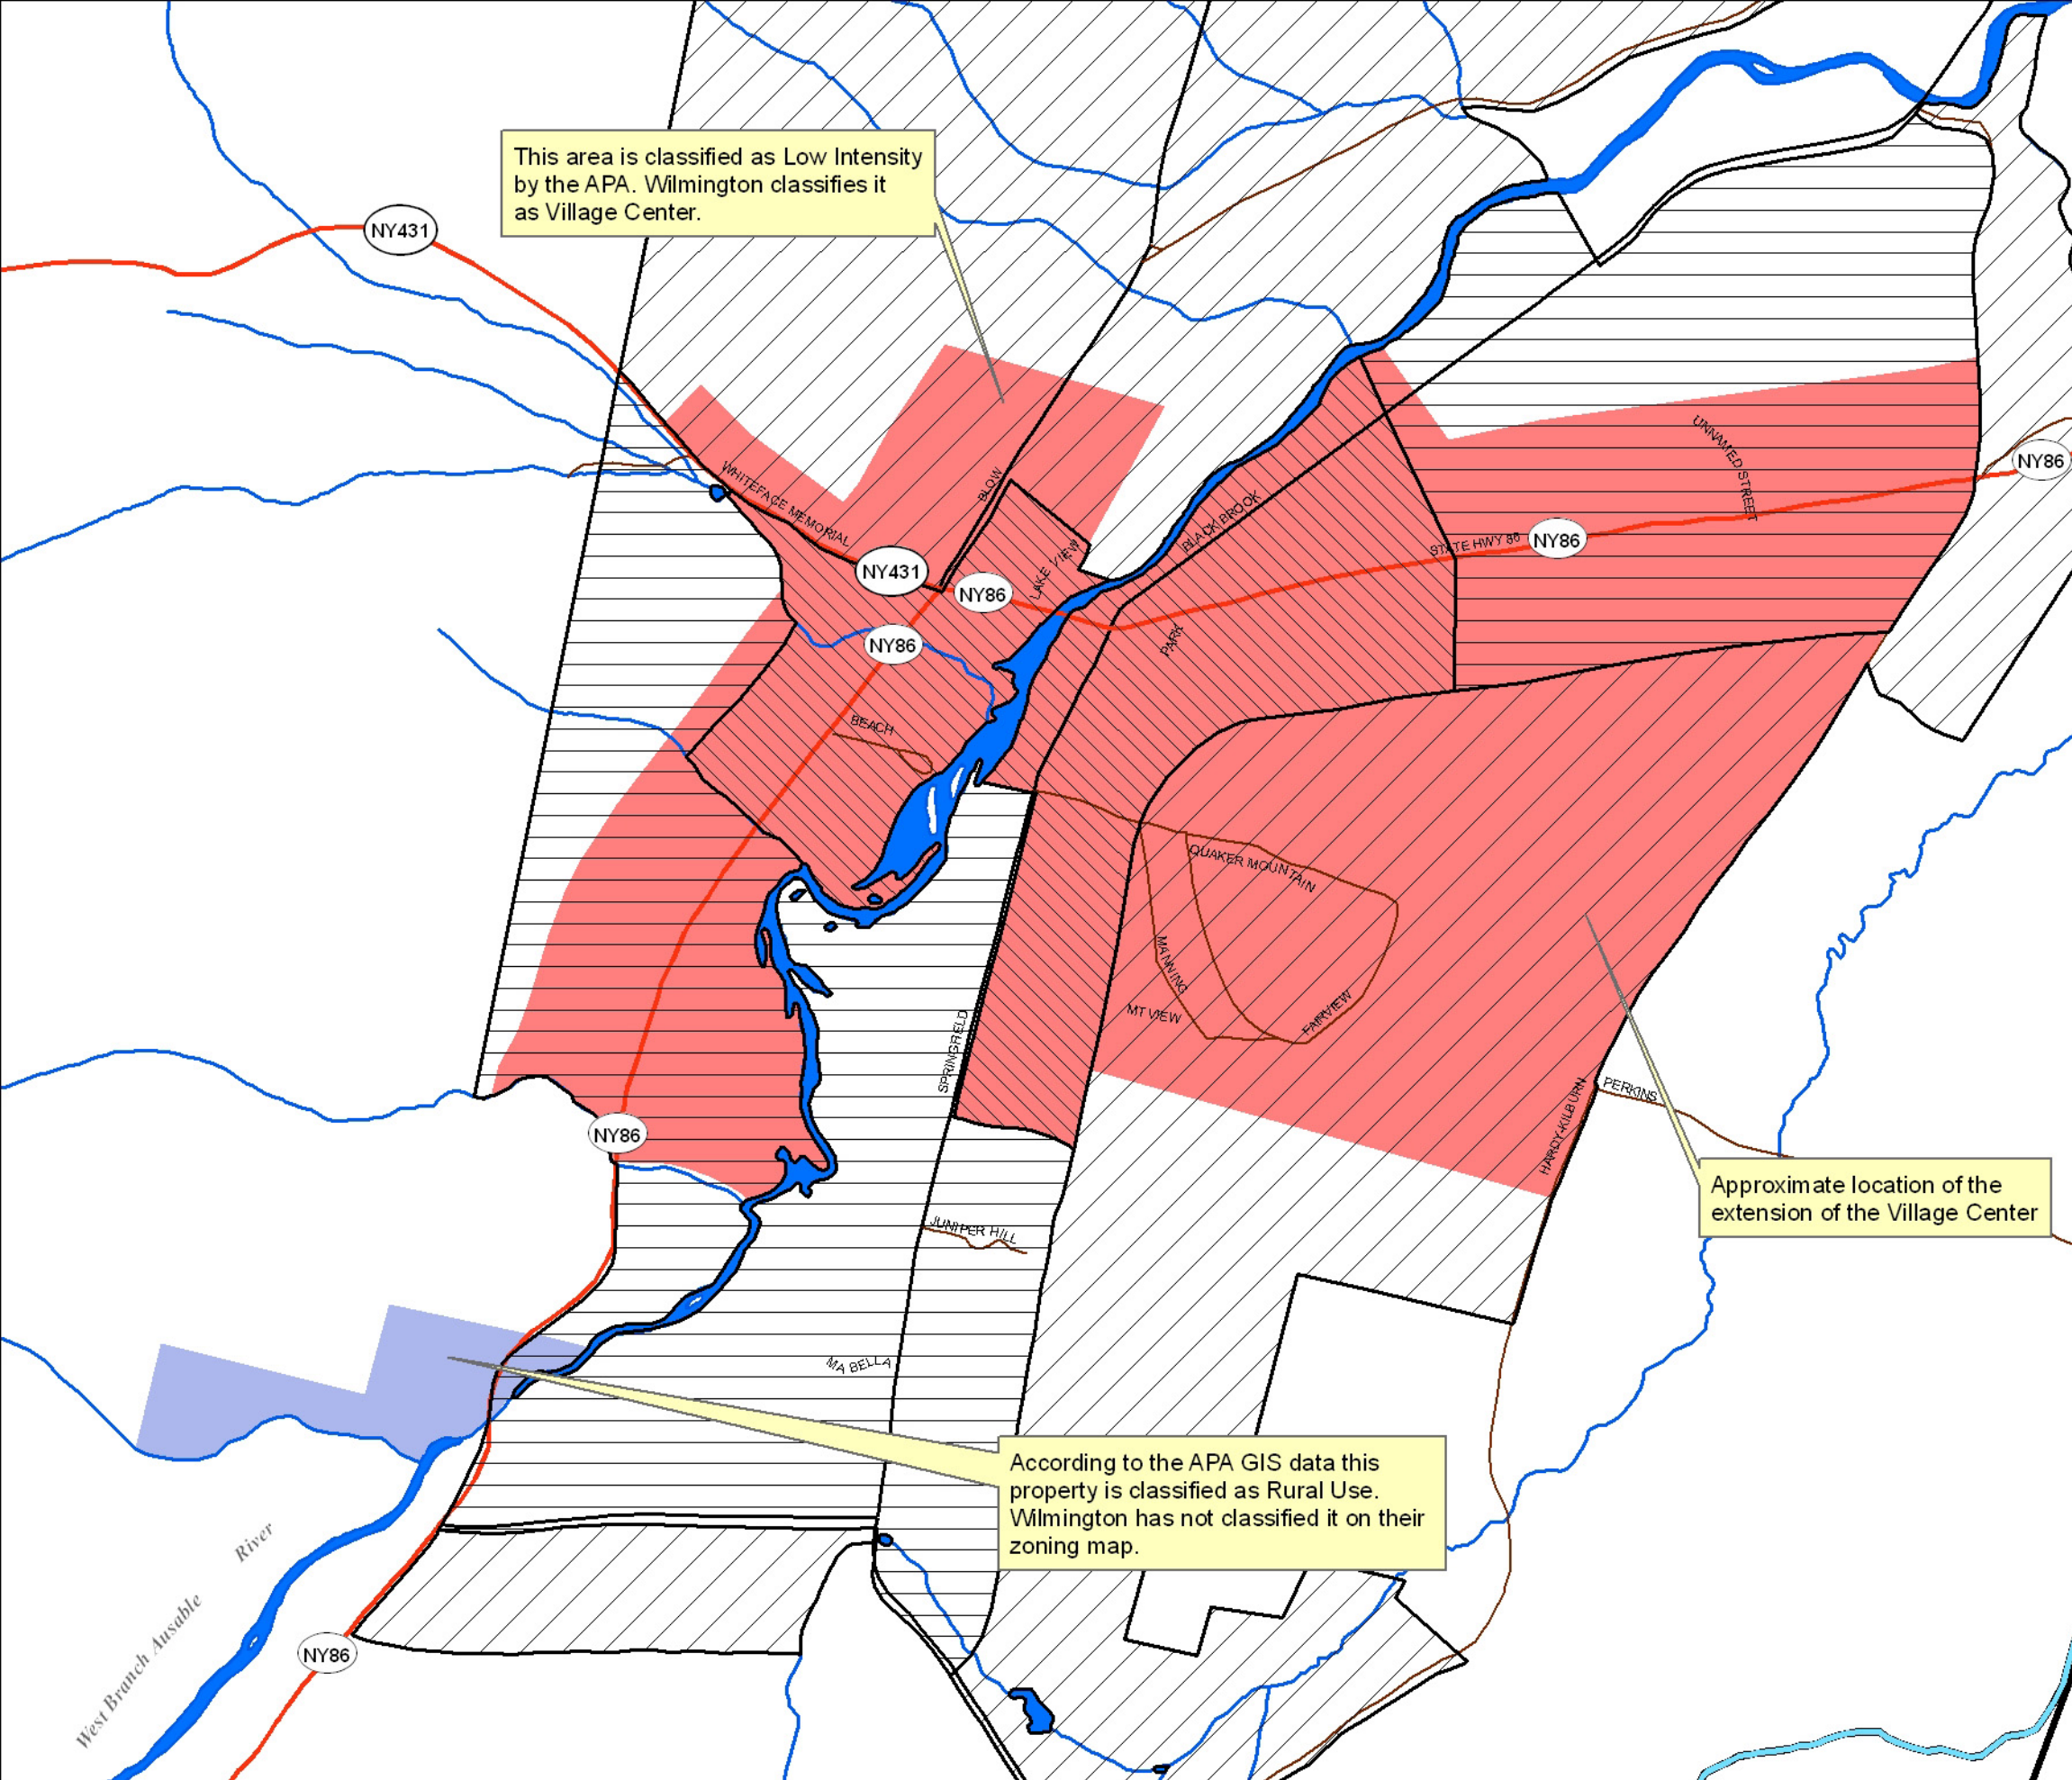 This area is classified as Low Intensity
by the APA. Wilmington classifies it
as Village Center.
NY431
WHITEFACE MEMORIAL
BLOW
UNNAMED STREET
NY86
BLACK BROOK
STATE HWY 86
NY86
LAKE VIEW
NY431
NY86
NY86
PARK
BEACH
QUAKER MOUNTAIN
MANNING
MT VIEW
FAIRVIEW
SPRINGFIELD
HARDY-KILBURN
PERKINS
NY86
Approximate location of the
extension of the Village Center
JUNIPER HILL
MA BELLA
According to the APA GIS data this
property is classified as Rural Use.
Wilmington has not classified it on their
zoning map.
West Branch Ausable River
NY86